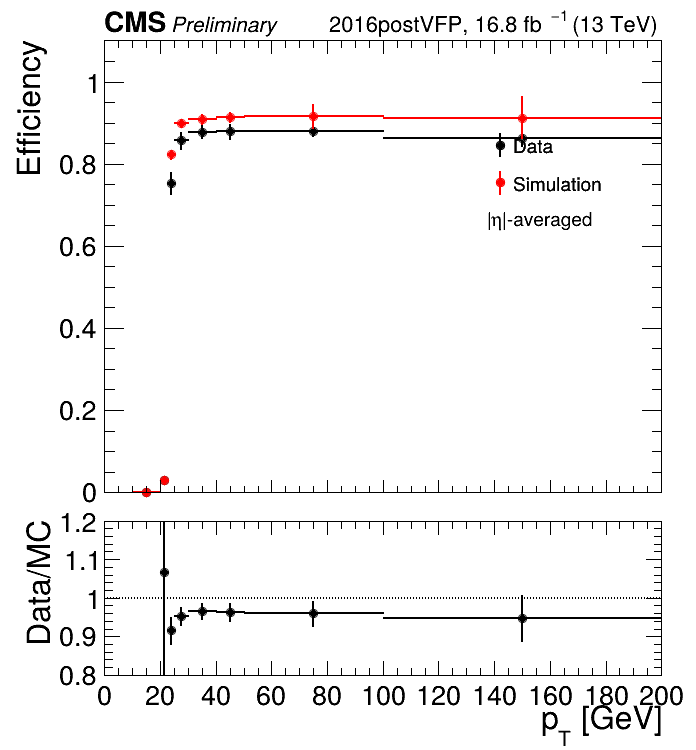 CMS Preliminary 2016postVFP, 16.8 fb⁻¹ (13 TeV)
Efficiency
1
0.8
0.6
0.4
0.2
0
Data
Simulation
|η|-averaged
Data/MC
1.2
1.1
1
0.9
0.8
0 20 40 60 80 100 120 140 160 180 200
p_T [GeV]